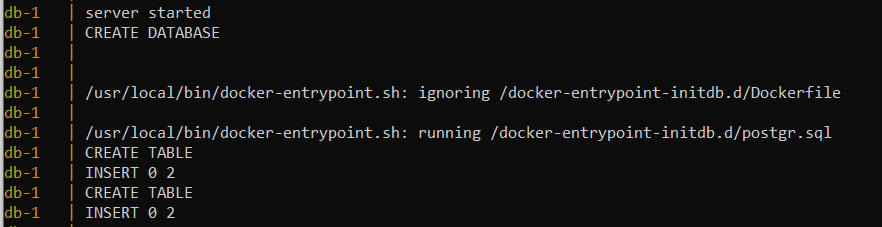 db-1 | server started
db-1 | CREATE DATABASE
db-1 |
db-1 |
db-1 | /usr/local/bin/docker-entrypoint.sh: ignoring /docker-entrypoint-initdb.d/Dockerfile
db-1 |
db-1 | /usr/local/bin/docker-entrypoint.sh: running /docker-entrypoint-initdb.d/postgr.sql
db-1 | CREATE TABLE
db-1 | INSERT 0 2
db-1 | CREATE TABLE
db-1 | INSERT 0 2